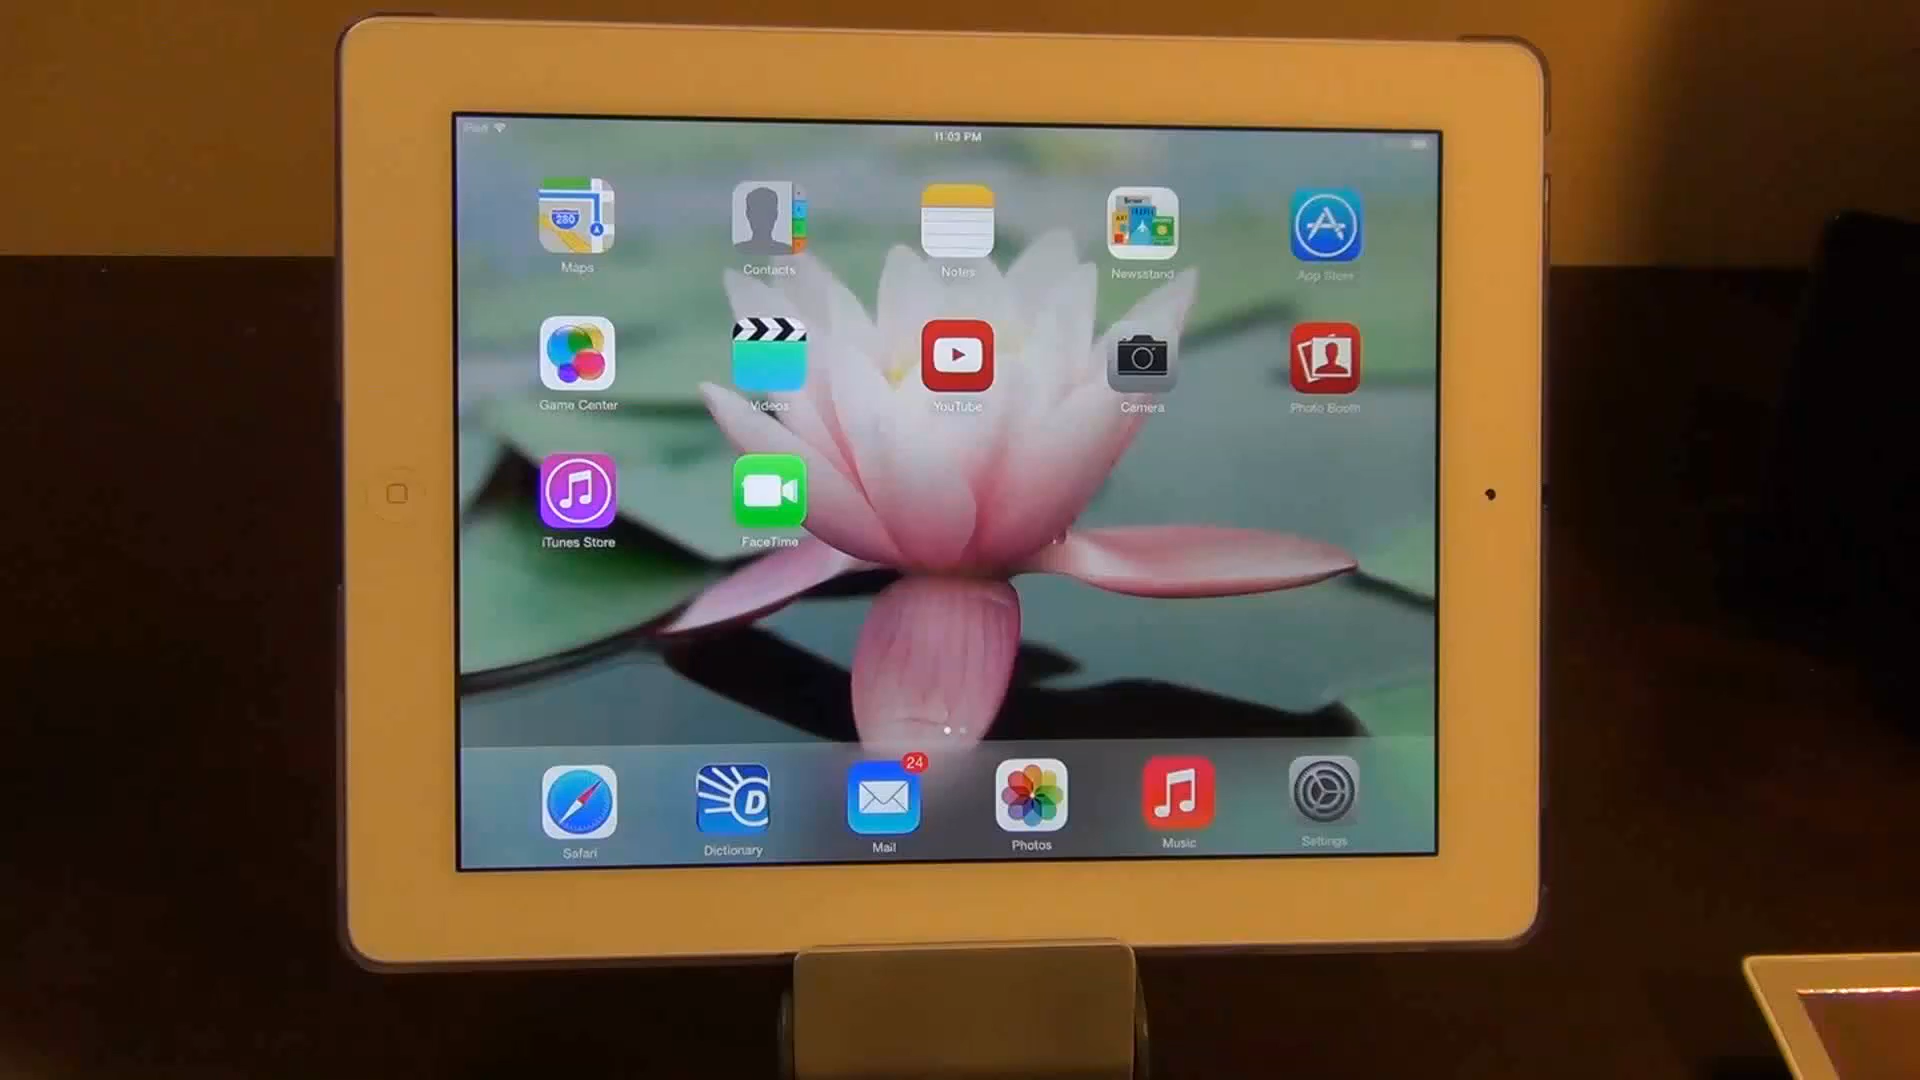 iPad
11:03 PM
280
Maps
Contacts
Notes
Newsstand
App Store
Game Center
Videos
YouTube
Camera
Photo Booth
iTunes Store
FaceTime
24
D
Safari
Dictionary
Mail
Photos
Music
Settings